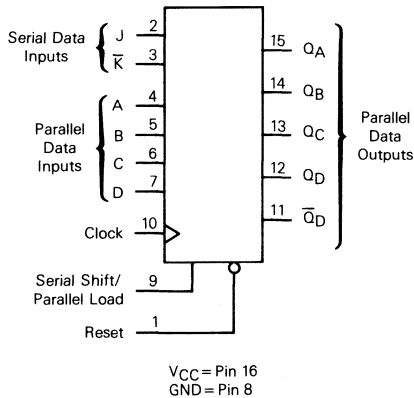 Serial Data
Inputs
J 2
K̅ 3
Parallel
Data
Inputs
A 4
B 5
C 6
D 7
Clock 10
Serial Shift/
Parallel Load
9
Reset 1
15 QA
14 QB
13 QC
12 QD
11 Q̅D
Parallel
Data
Outputs
VCC = Pin 16
GND = Pin 8